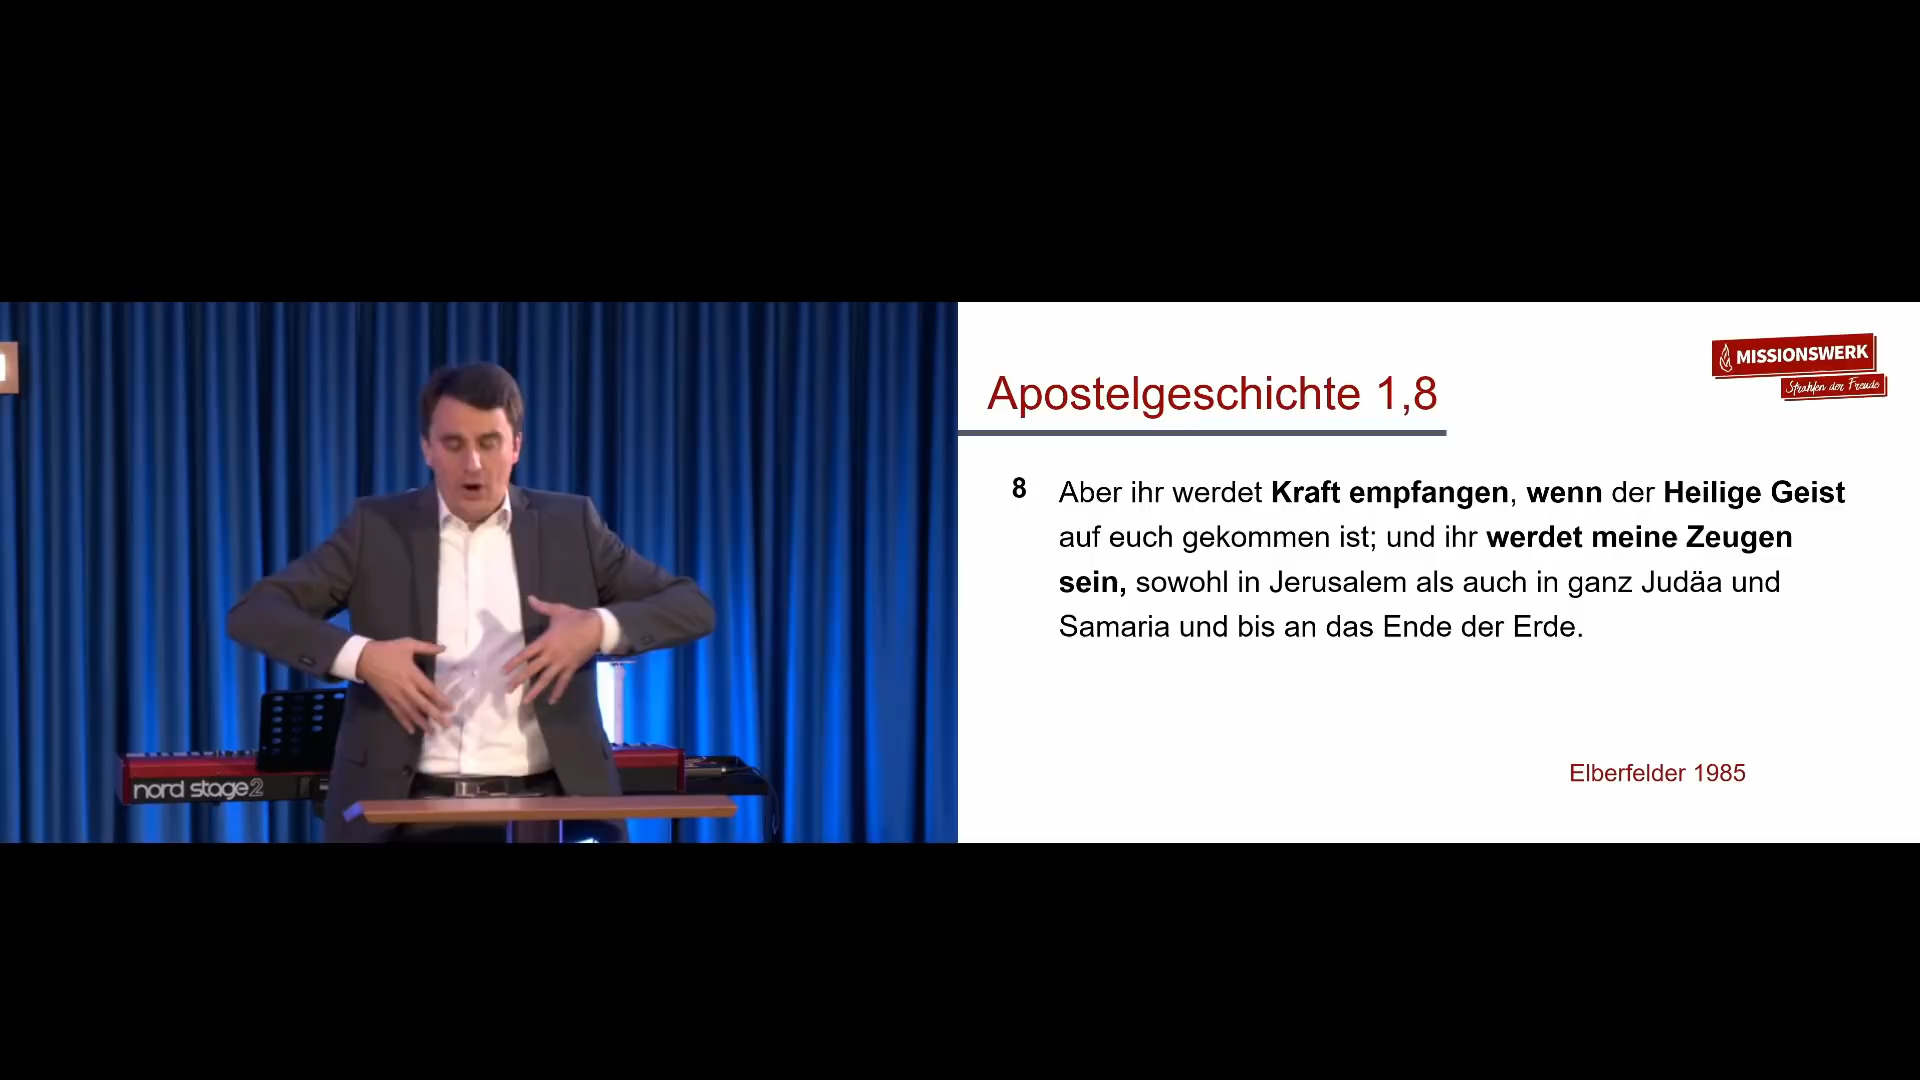 nord stage2
MISSIONSWERK
Strahlen der Freude
Apostelgeschichte 1,8
8 Aber ihr werdet Kraft empfangen, wenn der Heilige Geist
auf euch gekommen ist; und ihr werdet meine Zeugen
sein, sowohl in Jerusalem als auch in ganz Judäa und
Samaria und bis an das Ende der Erde.
Elberfelder 1985